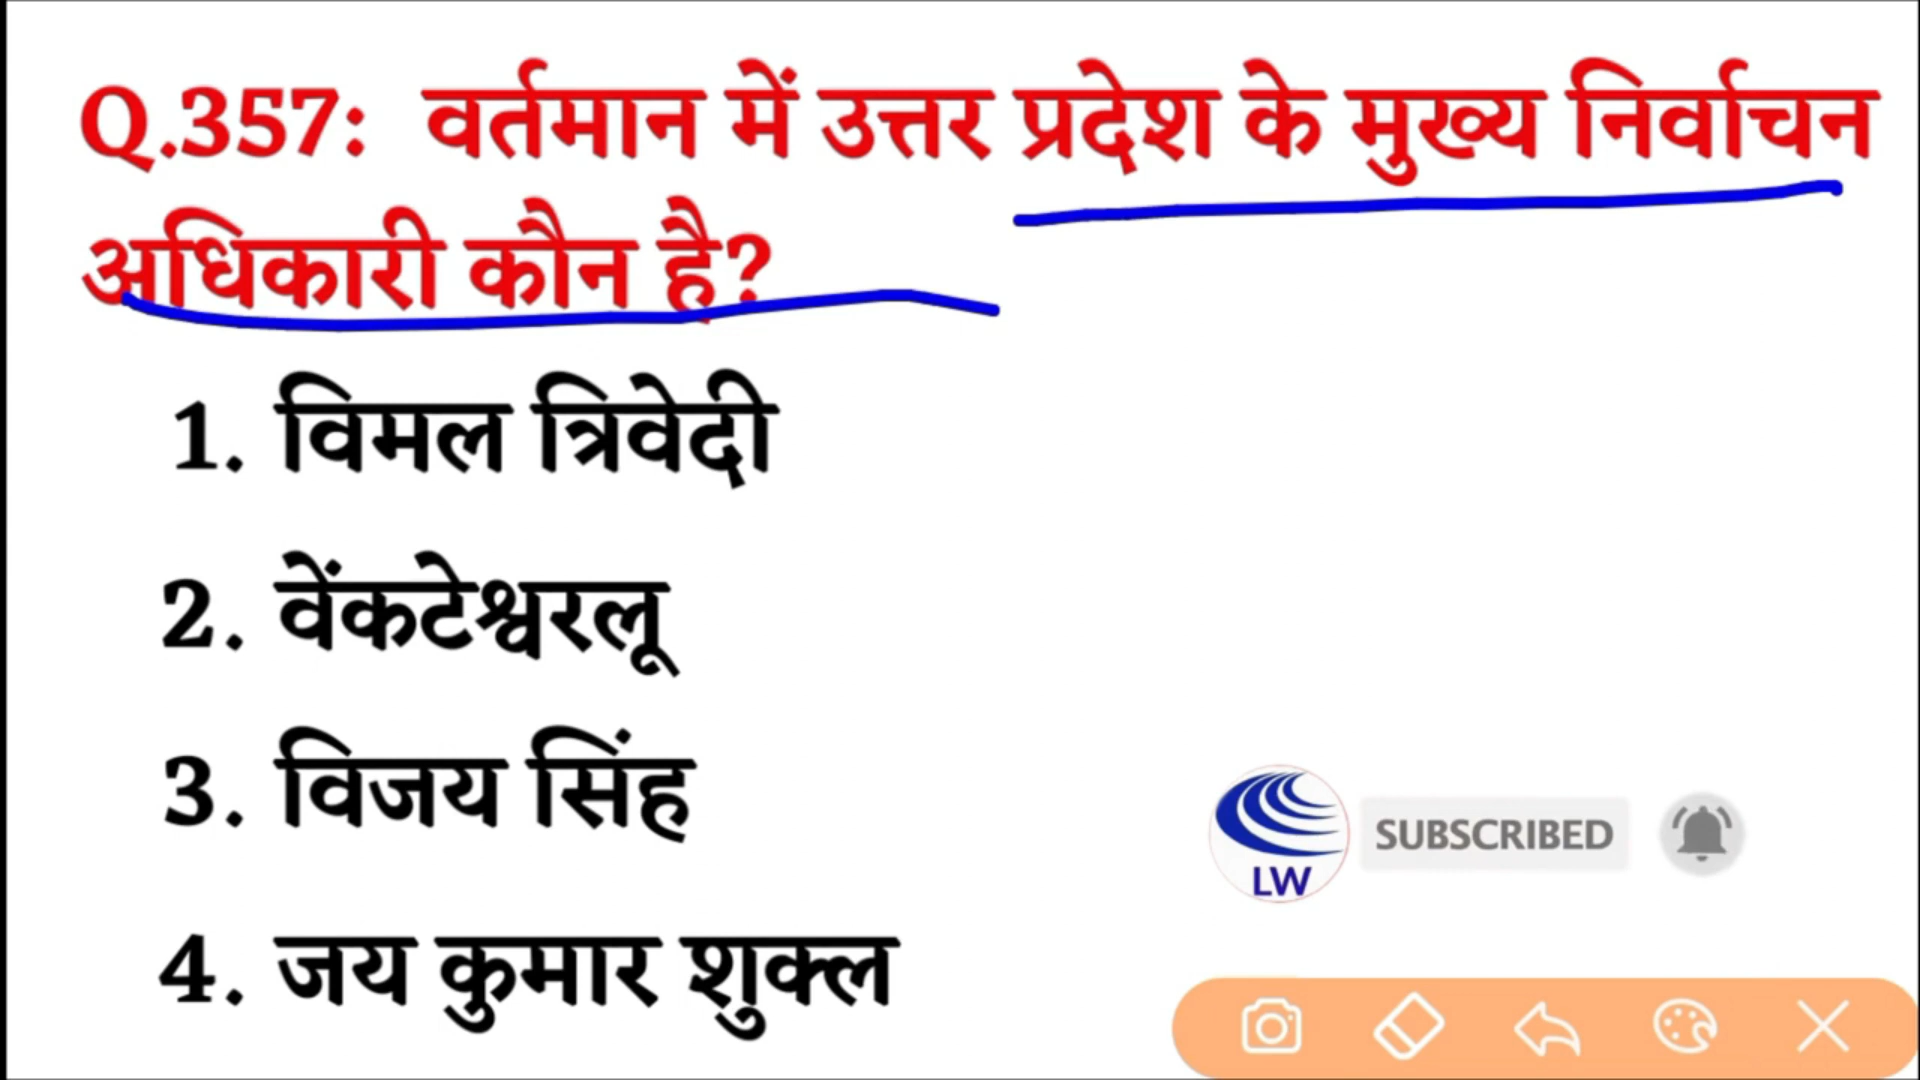 Q.357: वर्तमान में उत्तर प्रदेश के मुख्य निर्वाचन
अधिकारी कौन है?
1. विमल त्रिवेदी
2. वेंकटेश्वरलू
3. विजय सिंह
4. जय कुमार शुक्ल
LW
SUBSCRIBED